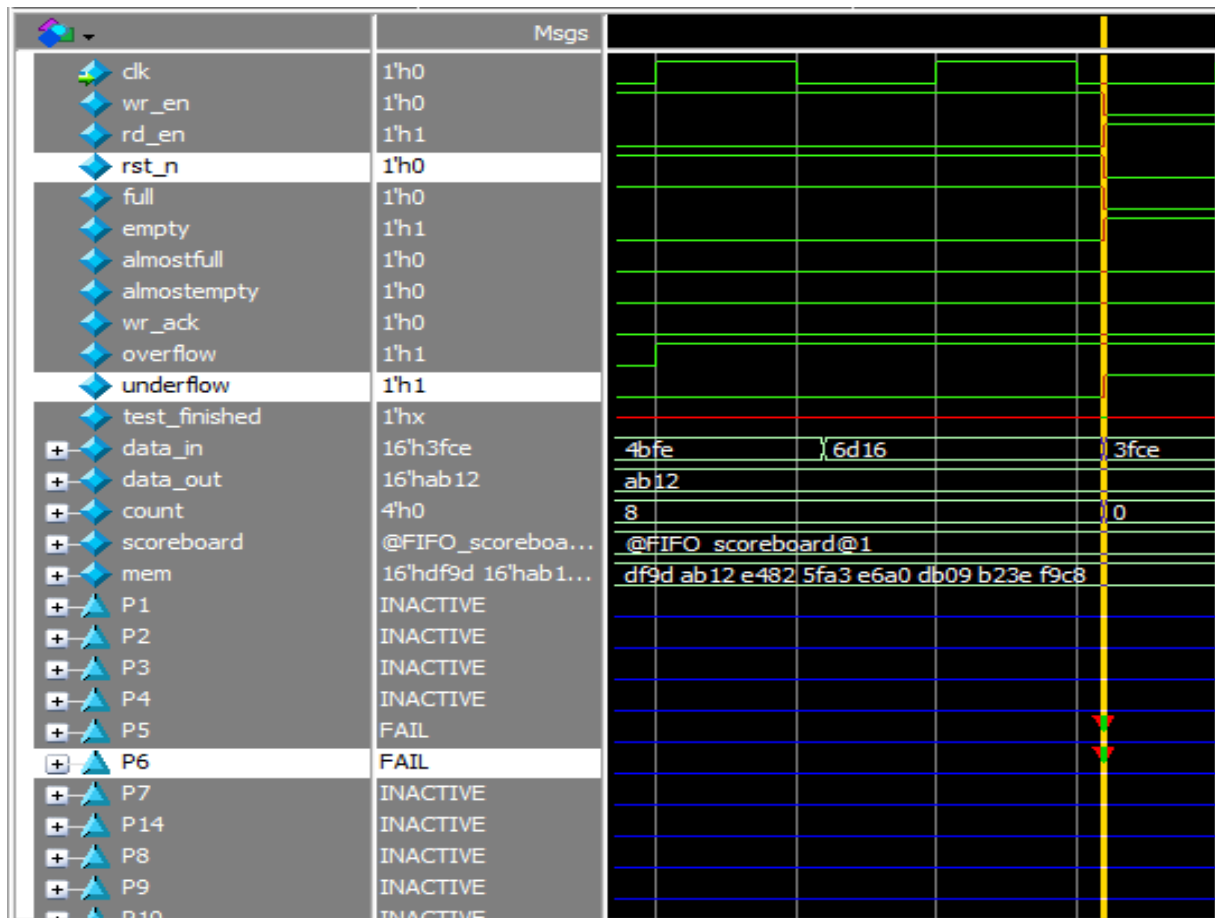 Msgs
clk 1'h0
wr_en 1'h0
rd_en 1'h1
rst_n 1'h0
full 1'h0
empty 1'h1
almostfull 1'h0
almostempty 1'h0
wr_ack 1'h0
overflow 1'h1
underflow 1'h1
test_finished 1'hx
data_in 16'h3fce 4bfe 6d16 3fce
data_out 16'hab12 ab12
count 4'h0 8 0
scoreboard @FIFO_scoreboa... @FIFO_scoreboard@1
mem 16'hdf9d 16'hab1... df9d ab12 e482 5fa3 e6a0 db09 b23e f9c8
P1 INACTIVE
P2 INACTIVE
P3 INACTIVE
P4 INACTIVE
P5 FAIL
P6 FAIL
P7 INACTIVE
P14 INACTIVE
P8 INACTIVE
P9 INACTIVE